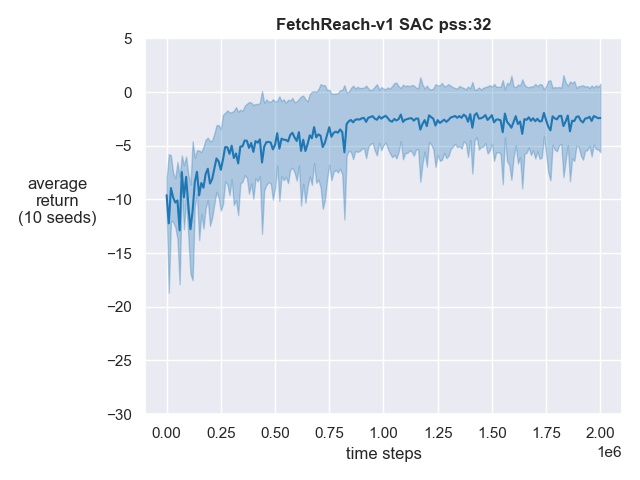 FetchReach-v1 SAC pss:32
5
0
−5
−10
−15
−20
−25
−30
average
return
(10 seeds)
0.00 0.25 0.50 0.75 1.00 1.25 1.50 1.75 2.00
1e6
time steps